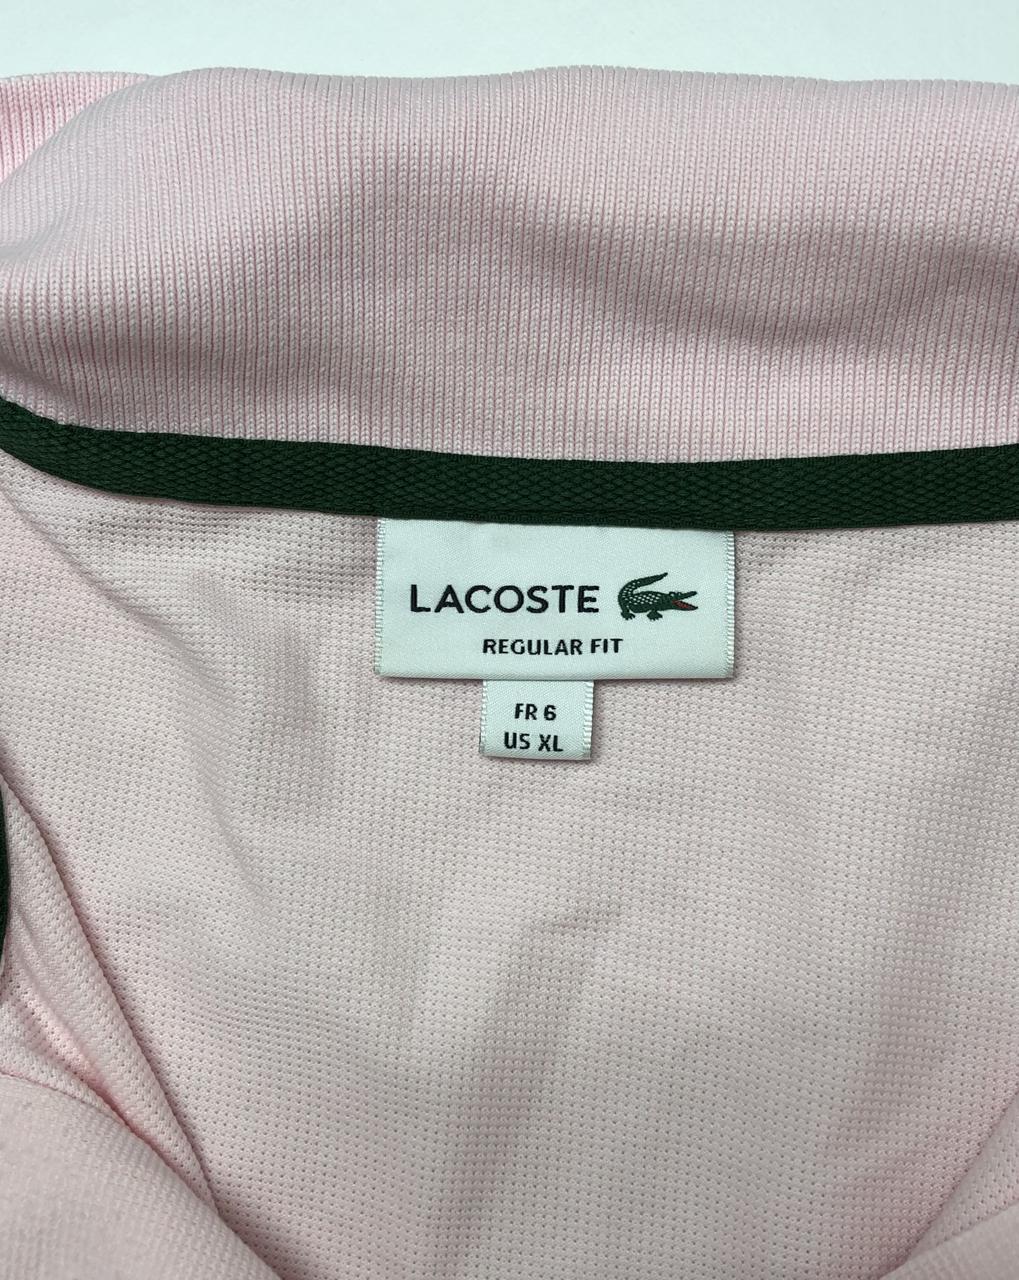 LACOSTE
REGULAR FIT
FR 6
US XL